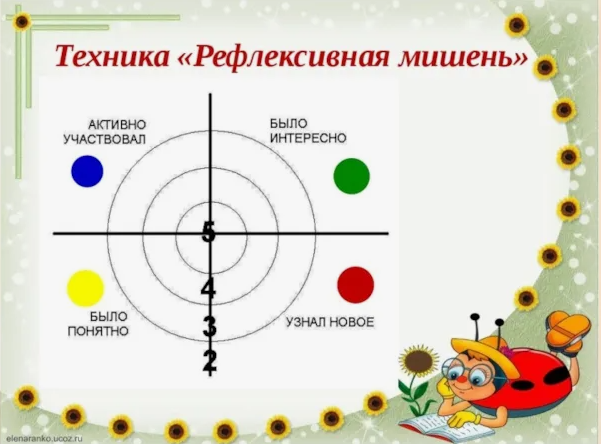 Техника «Рефлексивная мишень»
АКТИВНО
УЧАСТВОВАЛ
БЫЛО
ИНТЕРЕСНО
5
4
3
2
БЫЛО
ПОНЯТНО
УЗНАЛ НОВОЕ
elenaranko.ucoz.ru